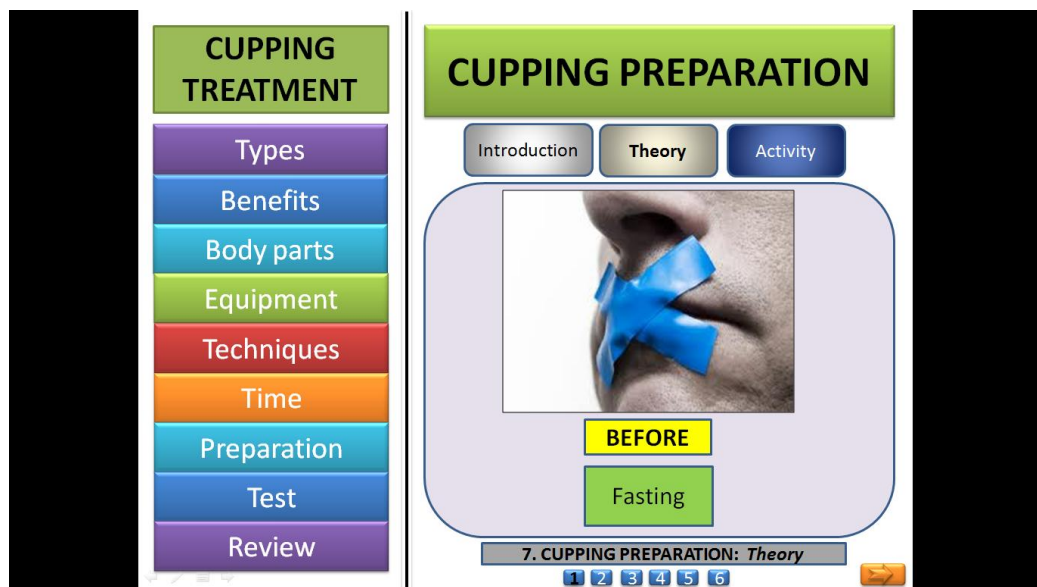 CUPPING
TREATMENT
Types
Benefits
Body parts
Equipment
Techniques
Time
Preparation
Test
Review
CUPPING PREPARATION
Introduction
Theory
Activity
BEFORE
Fasting
7. CUPPING PREPARATION: Theory
1 2 3 4 5 6